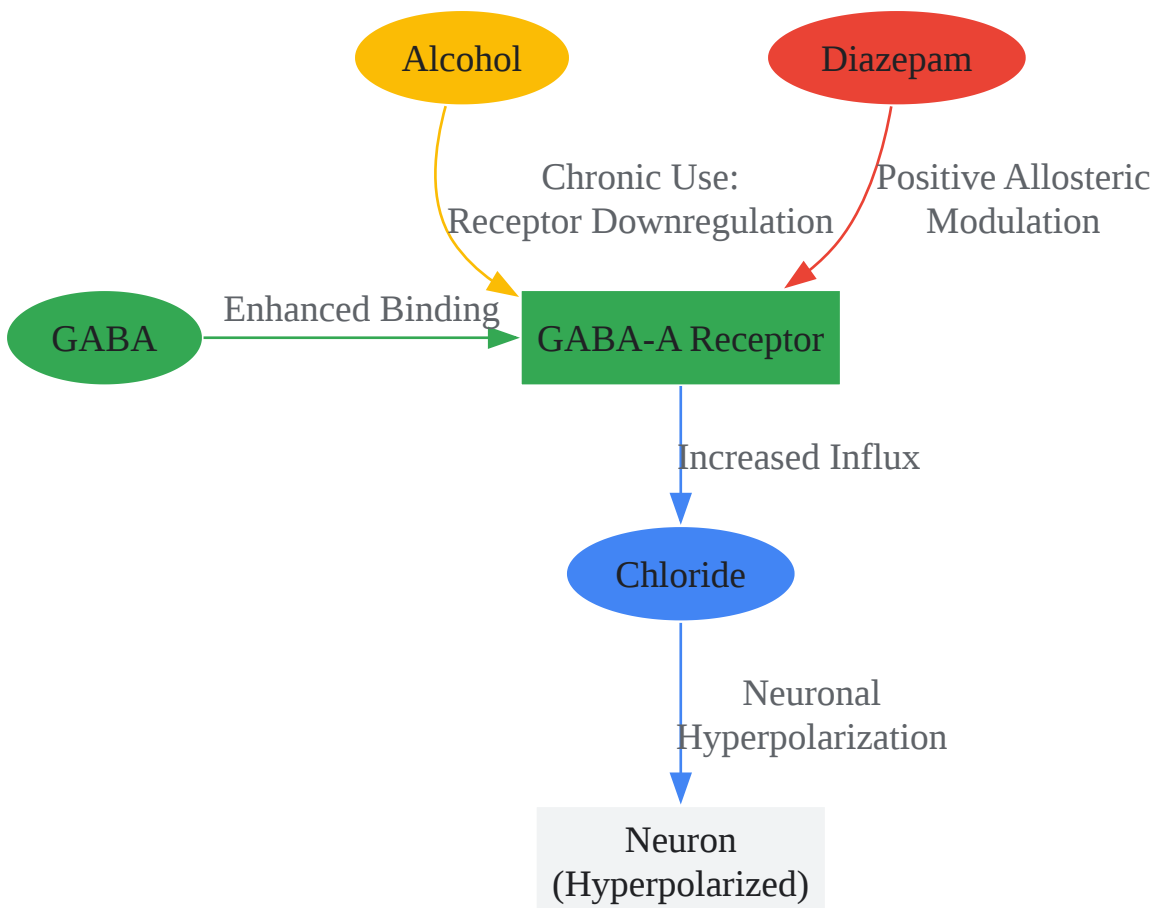 Alcohol
Diazepam
Chronic Use:
Receptor Downregulation
Positive Allosteric
Modulation
GABA
Enhanced Binding
GABA-A Receptor
Increased Influx
Chloride
Neuronal
Hyperpolarization
Neuron
(Hyperpolarized)